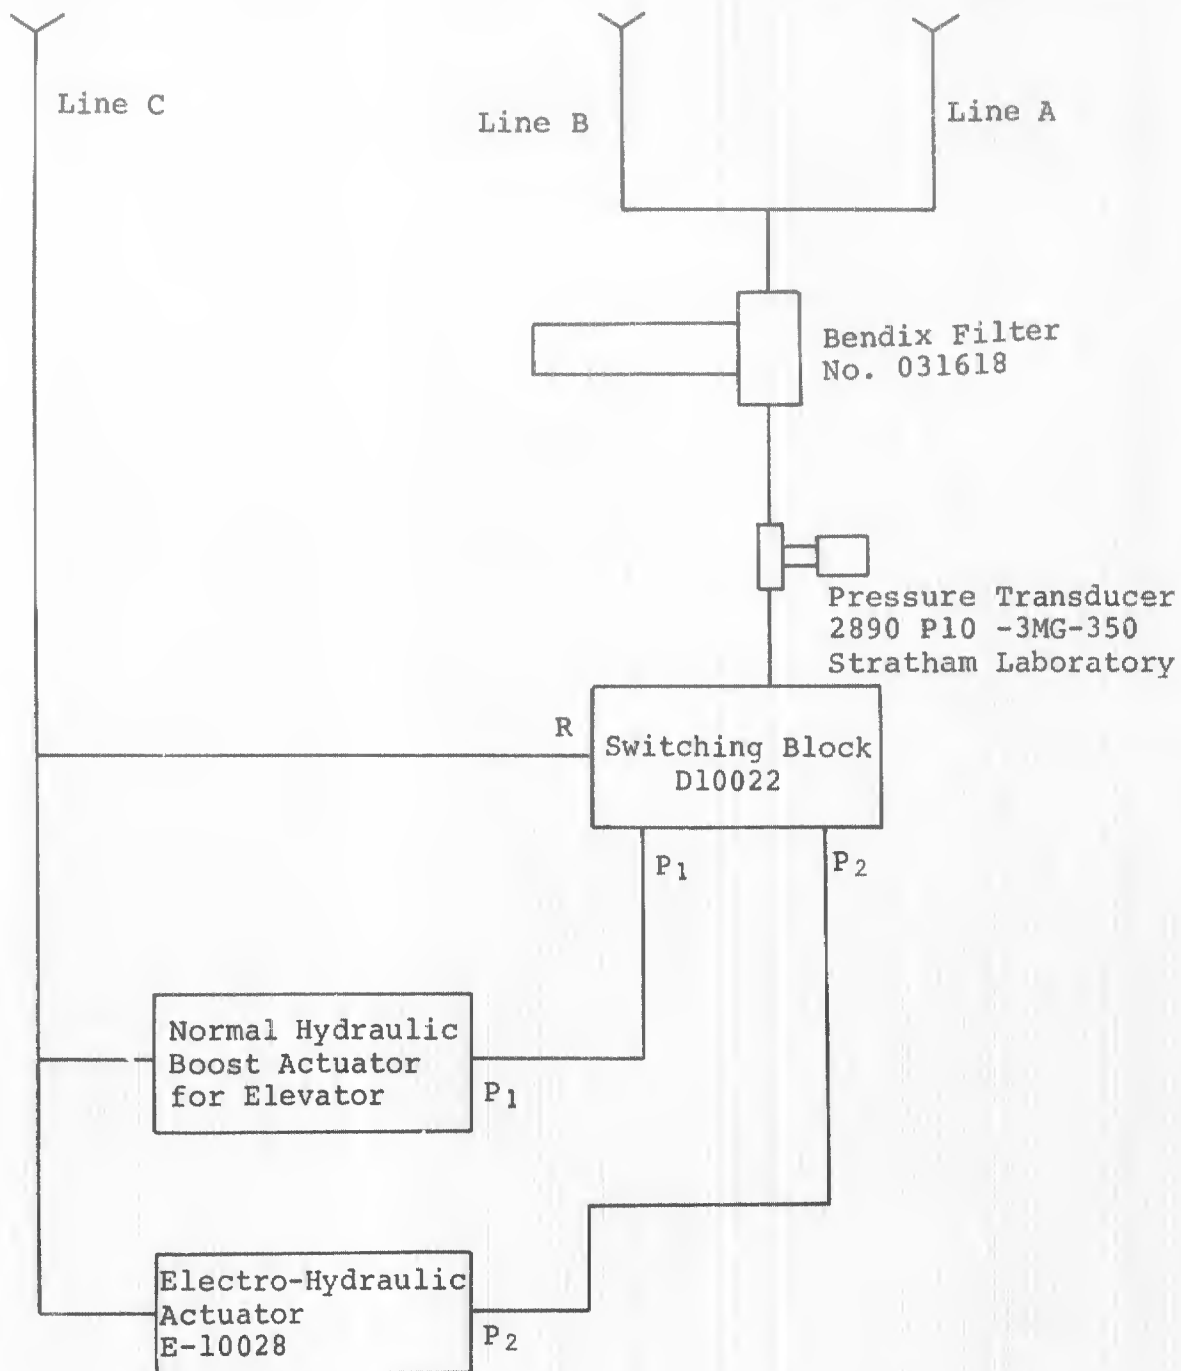 Line C
Line B
Line A
Bendix Filter
No. 031618
Pressure Transducer
2890 P10 -3MG-350
Stratham Laboratory
R
Switching Block
D10022
P1
P2
Normal Hydraulic
Boost Actuator
for Elevator
P1
Electro-Hydraulic
Actuator
E-10028
P2